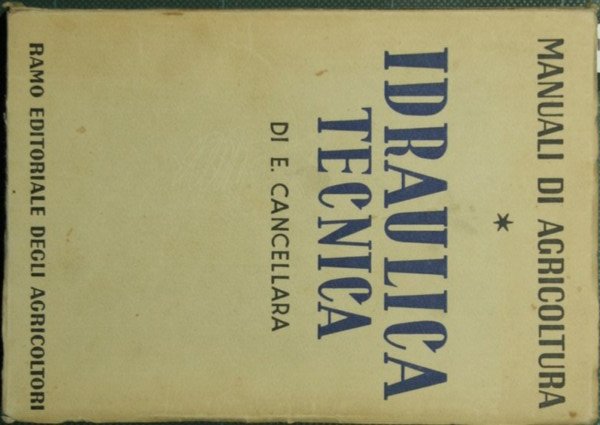 MANUALI DI AGRICOLTURA
*
IDRAULICA
TECNICA
DI E. CANCELLARA
RAMO EDITORIALE DEGLI AGRICOLTORI